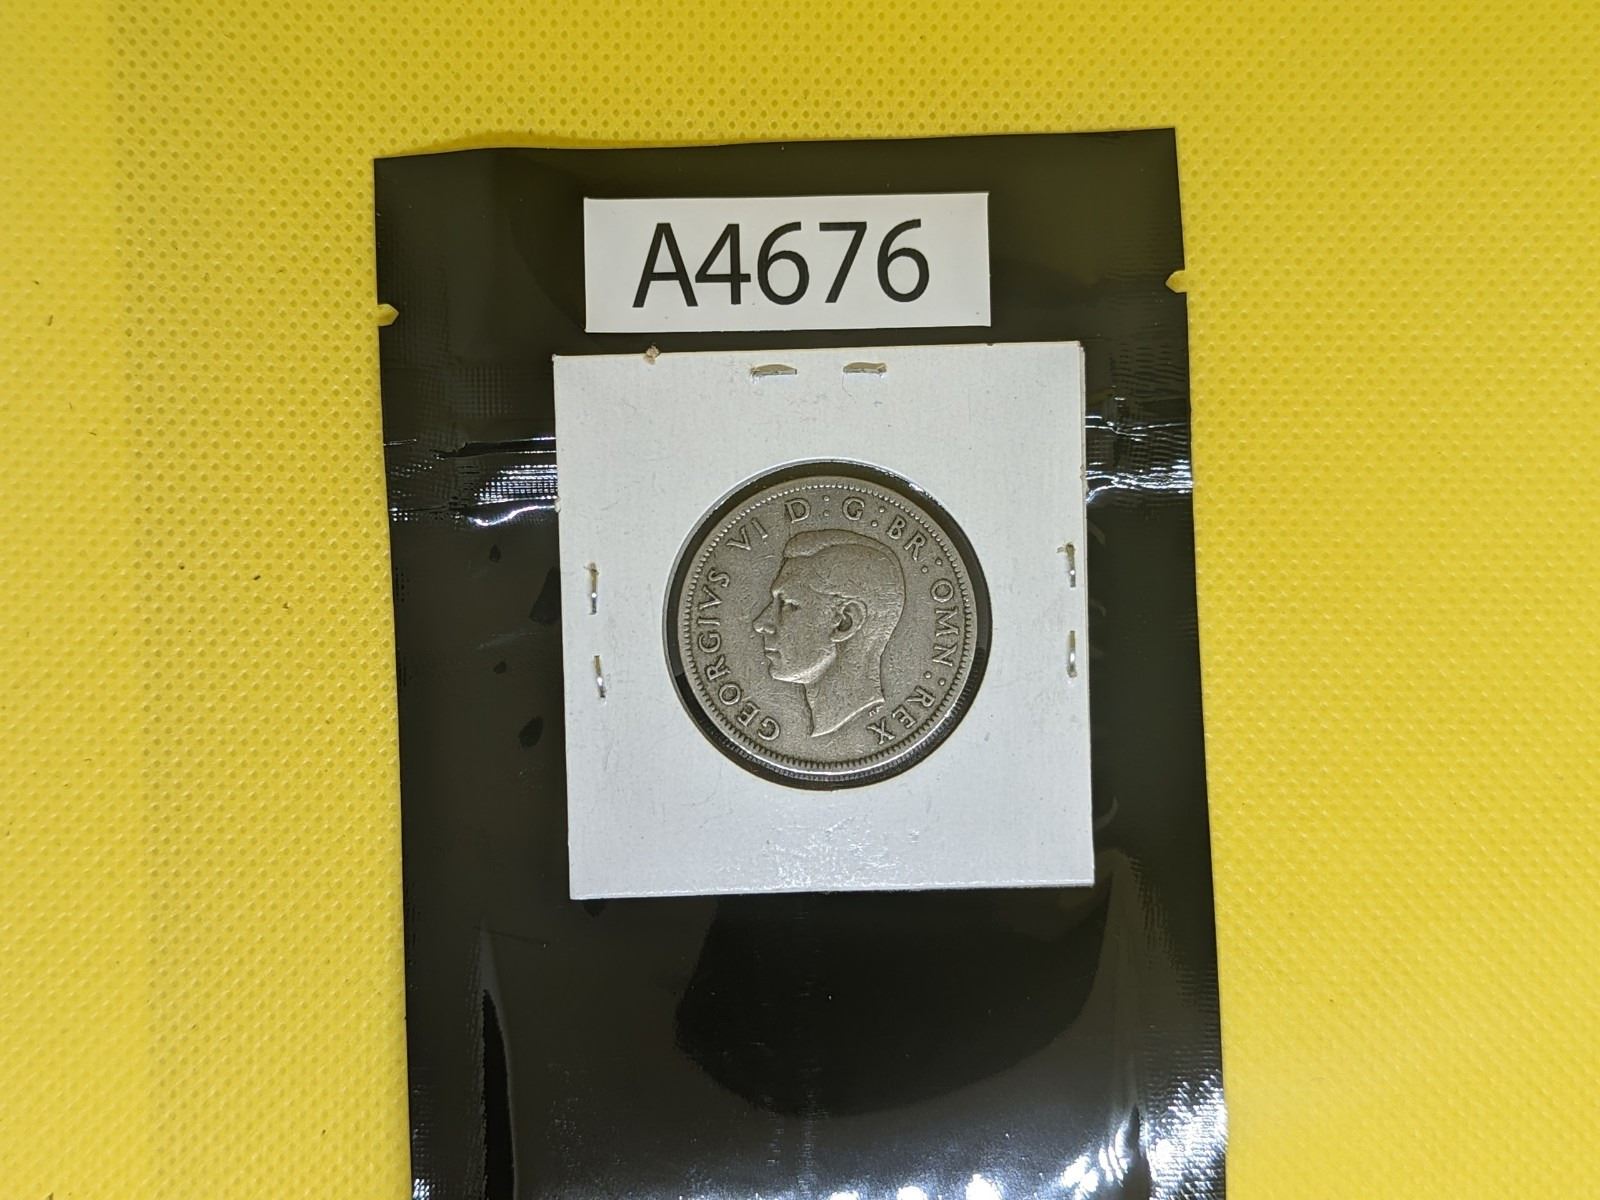 A4676
GEORGIVS VI D:G:BR:OMN:REX